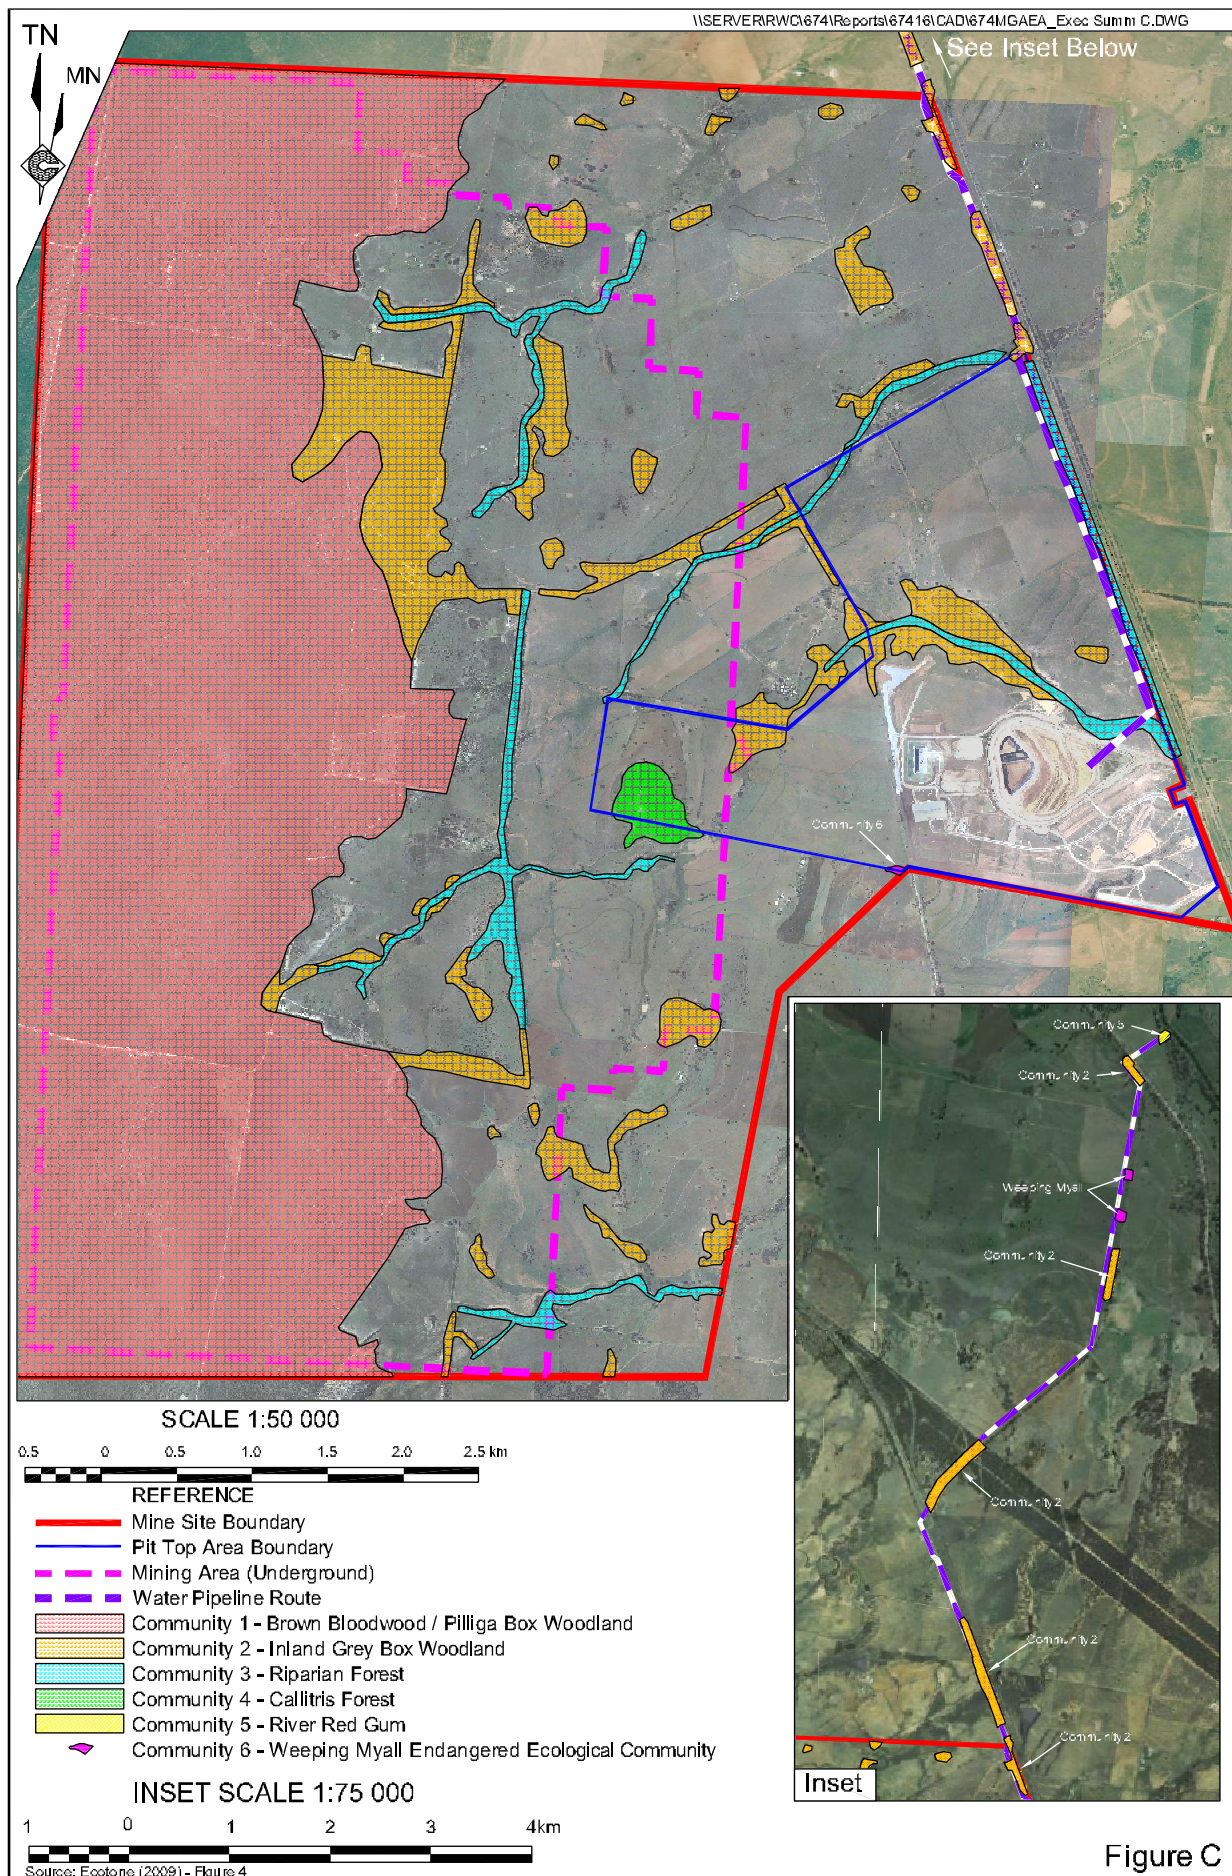 \\SERVER\RWC\674\Reports\67416\CAD\674MGAEA_Exec Summ C.DWG
TN
MN
See Inset Below
Community 6
Community 5
Community 2
Weeping Myall
Community 2
Community 2
Community 2
Community 2
Inset
SCALE 1:50 000
0.5 0 0.5 1.0 1.5 2.0 2.5 km
REFERENCE
Mine Site Boundary
Pit Top Area Boundary
Mining Area (Underground)
Water Pipeline Route
Community 1 - Brown Bloodwood / Pilliga Box Woodland
Community 2 - Inland Grey Box Woodland
Community 3 - Riparian Forest
Community 4 - Callitris Forest
Community 5 - River Red Gum
Community 6 - Weeping Myall Endangered Ecological Community
INSET SCALE 1:75 000
1 0 1 2 3 4km
Source: Ecotone (2009) - Figure 4
Figure C